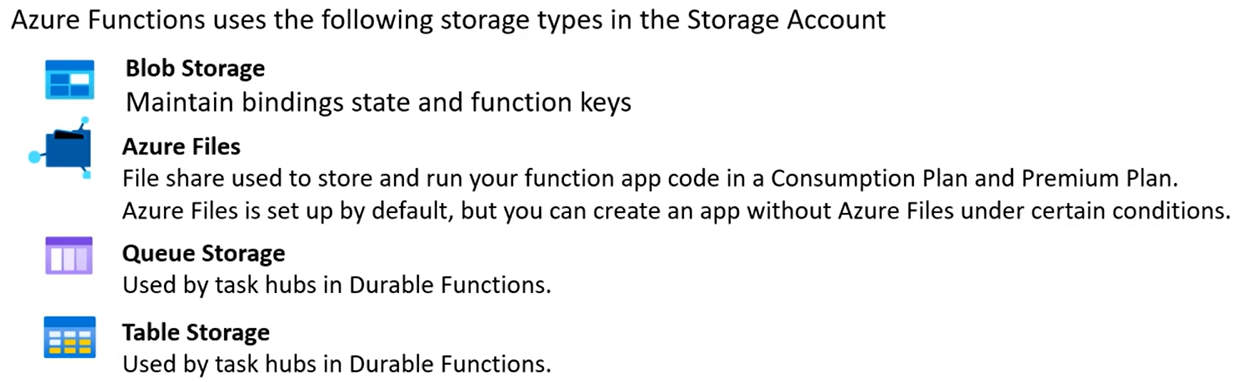 Azure Functions uses the following storage types in the Storage Account
Blob Storage
Maintain bindings state and function keys
Azure Files
File share used to store and run your function app code in a Consumption Plan and Premium Plan.
Azure Files is set up by default, but you can create an app without Azure Files under certain conditions.
Queue Storage
Used by task hubs in Durable Functions.
Table Storage
Used by task hubs in Durable Functions.